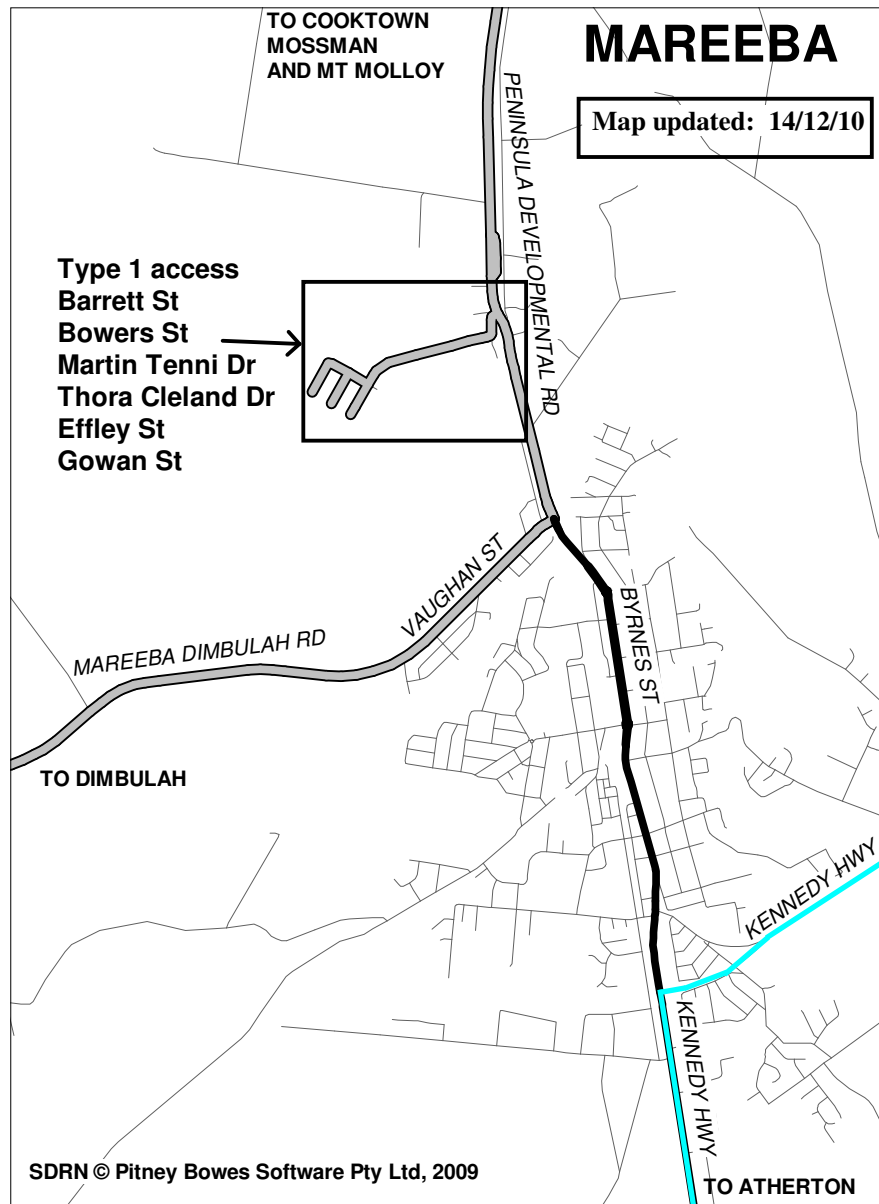 TO COOKTOWN
MOSSMAN
AND MT MOLLOY
MAREEBA
Map updated: 14/12/10
PENINSULA DEVELOPMENTAL RD
Type 1 access
Barrett St
Bowers St
Martin Tenni Dr
Thora Cleland Dr
Effley St
Gowan St
VAUGHAN ST
BYRNES ST
MAREEBA DIMBULAH RD
TO DIMBULAH
KENNEDY HWY
KENNEDY HWY
SDRN © Pitney Bowes Software Pty Ltd, 2009
TO ATHERTON